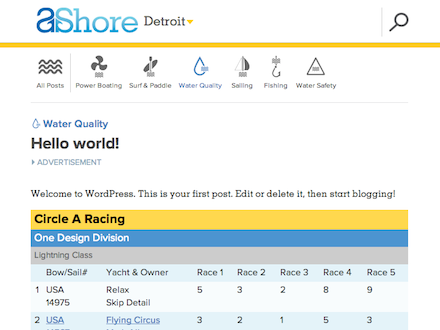 aShore Detroit
All Posts Power Boating Surf & Paddle Water Quality Sailing Fishing Water Safety
Water Quality
Hello world!
ADVERTISEMENT
Welcome to WordPress. This is your first post. Edit or delete it, then start blogging!
Circle A Racing
One Design Division
Lightning Class
Bow/Sail# Yacht & Owner Race 1 Race 2 Race 3 Race 4 Race 5
1 USA Relax 5 3 2 8 9
14975 Skip Detail
2 USA Flying Circus 3 2 1 5 3